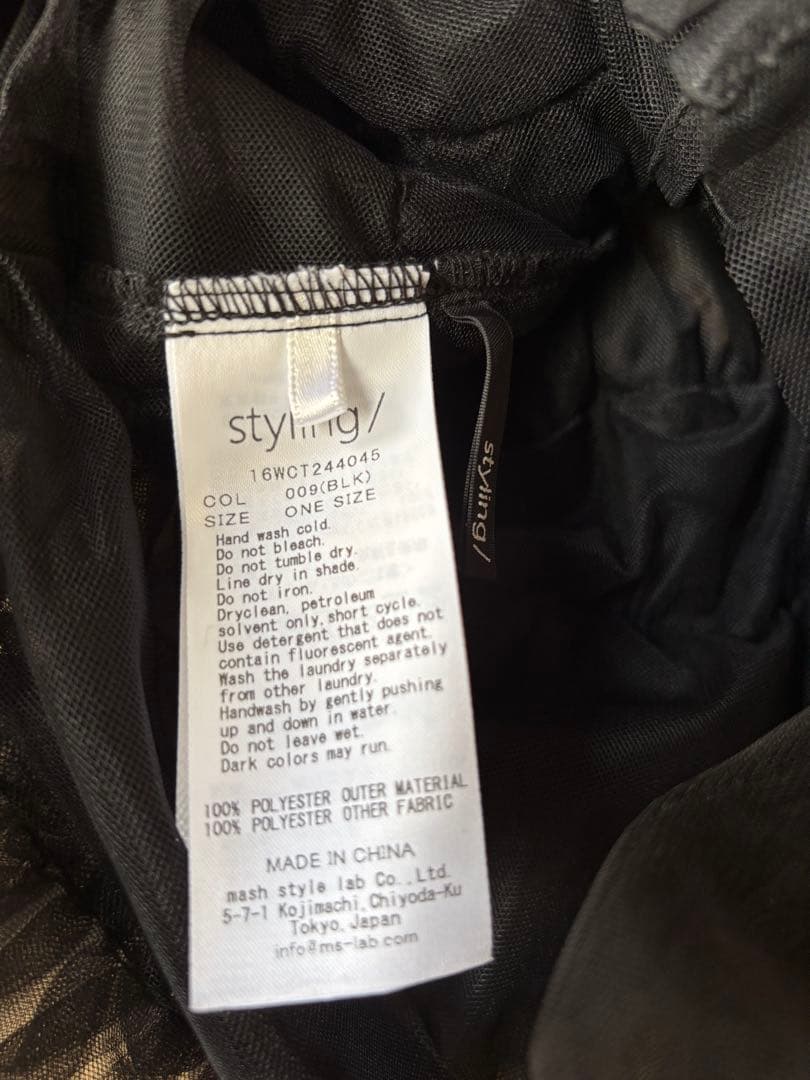 styling/
16WCT244045
COL 009(BLK)
SIZE ONE SIZE
Hand wash cold.
Do not bleach.
Do not tumble dry.
Line dry in shade.
Do not iron.
Dryclean, petroleum
solvent only, short cycle.
Use detergent that does not
contain fluorescent agent.
Wash the laundry separately
from other laundry.
Handwash by gently pushing
up and down in water.
Do not leave wet.
Dark colors may run.
100% POLYESTER OUTER MATERIAL
100% POLYESTER OTHER FABRIC
MADE IN CHINA
mash style lab Co.,Ltd.
5-7-1 Kojimachi,Chiyoda-Ku
Tokyo,Japan
info@ms-lab.com
styling/